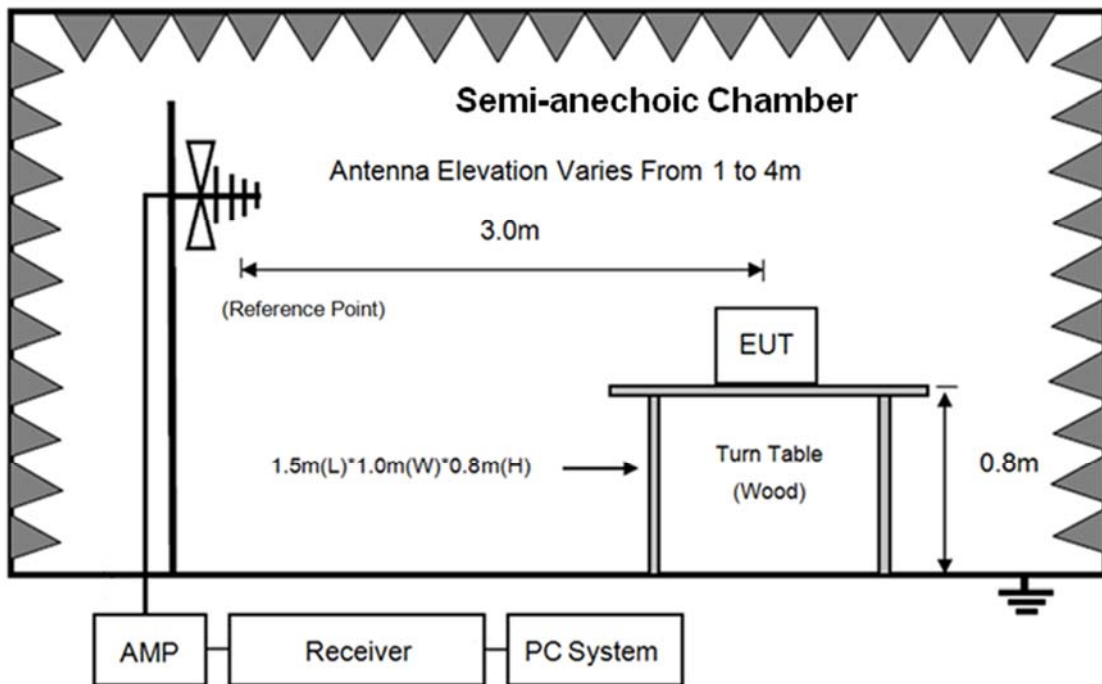 Semi-anechoic Chamber
Antenna Elevation Varies From 1 to 4m
3.0m
(Reference Point)
EUT
1.5m(L)*1.0m(W)*0.8m(H)
Turn Table
(Wood)
0.8m
AMP
Receiver
PC System